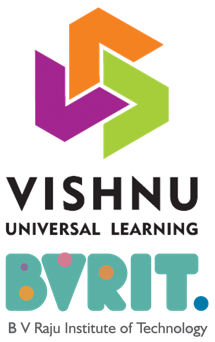 VISHNU
UNIVERSAL LEARNING
BVRIT.
B V Raju Institute of Technology